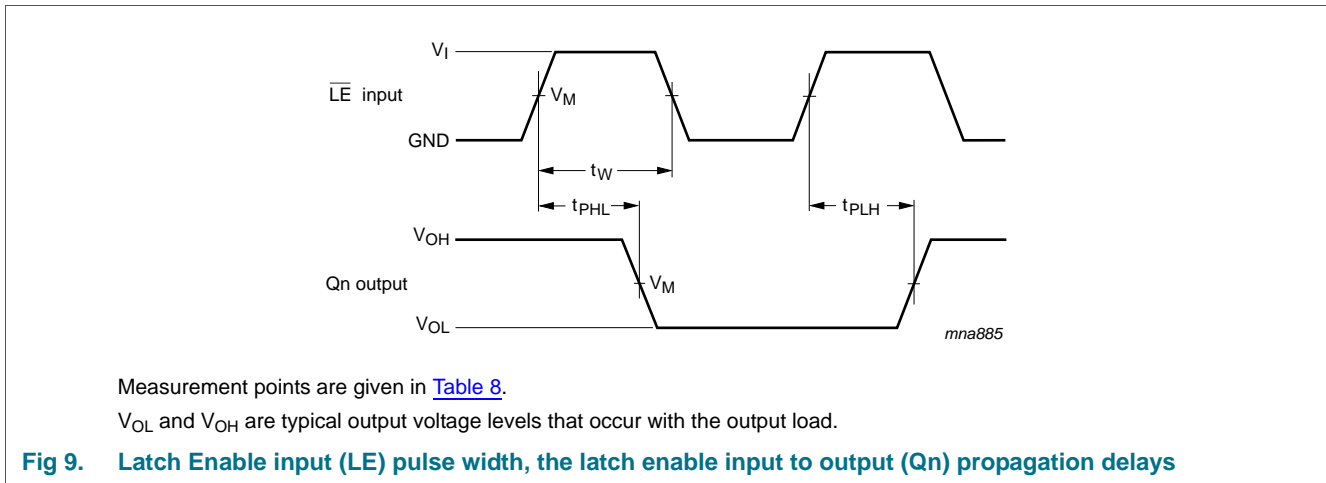 V_I
L̅E̅ input
V_M
GND
t_W
t_PHL
t_PLH
V_OH
Qn output
V_M
V_OL
mna885
Measurement points are given in Table 8.
V_OL and V_OH are typical output voltage levels that occur with the output load.
Fig 9. Latch Enable input (LE) pulse width, the latch enable input to output (Qn) propagation delays